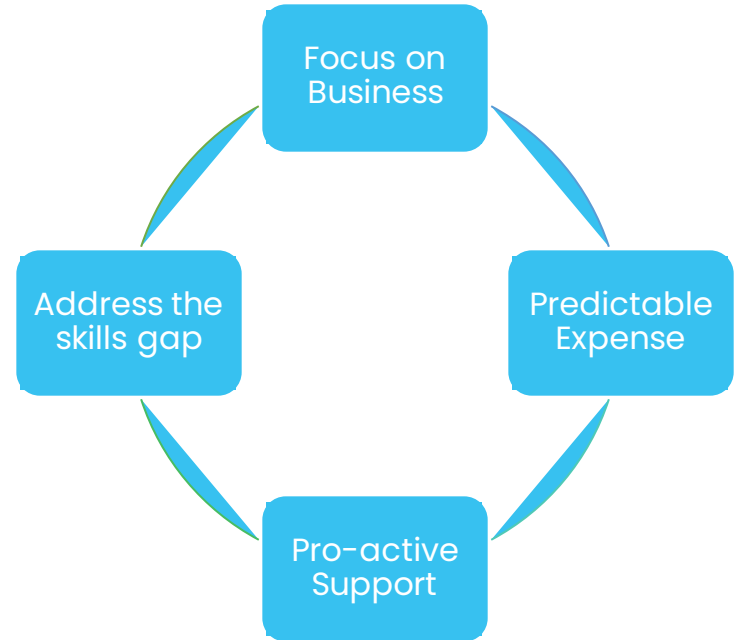 Focus on
Business
Address the
skills gap
Predictable
Expense
Pro-active
Support